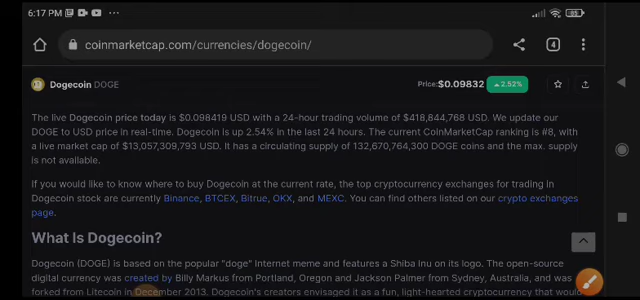 6:17 PM
85
coinmarketcap.com/currencies/dogecoin/
4
Dogecoin DOGE
Price: $0.09832
2.52%
The live Dogecoin price today is $0.098419 USD with a 24-hour trading volume of $418,844,768 USD. We update our
DOGE to USD price in real-time. Dogecoin is up 2.54% in the last 24 hours. The current CoinMarketCap ranking is #8, with
a live market cap of $13,057,309,793 USD. It has a circulating supply of 132,670,764,300 DOGE coins and the max. supply
is not available.
If you would like to know where to buy Dogecoin at the current rate, the top cryptocurrency exchanges for trading in
Dogecoin stock are currently Binance, BTCEX, Bitrue, OKX, and MEXC. You can find others listed on our crypto exchanges
page.
What Is Dogecoin?
Dogecoin (DOGE) is based on the popular "doge" Internet meme and features a Shiba Inu on its logo. The open-source
digital currency was created by Billy Markus from Portland, Oregon and Jackson Palmer from Sydney, Australia, and was
forked from Litecoin in December 2013. Dogecoin's creators envisaged it as a fun, light-hearted cryptocurrency that would